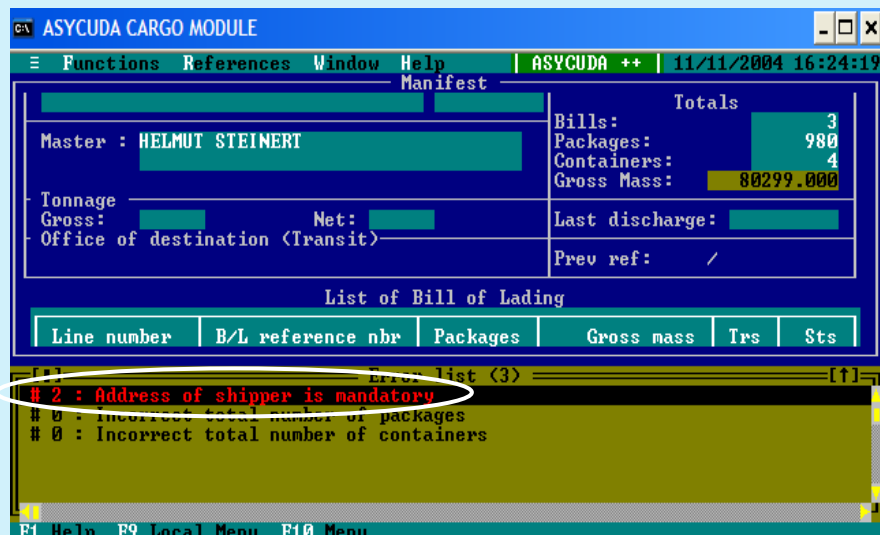 ASYCUDA CARGO MODULE
≡ Functions References Window Help | ASYCUDA ++ | 11/11/2004 16:24:19
Manifest
Totals
Bills: 3
Master : HELMUT STEINERT Packages: 980
Containers: 4
Gross Mass: 80299.000
Tonnage
Gross: Net: Last discharge:
Office of destination (Transit)
Prev ref: /
List of Bill of Lading
Line number B/L reference nbr Packages Gross mass Trs Sts
Error list (3) [↑]
# 2 : Address of shipper is mandatory
# 0 : Incorrect total number of packages
# 0 : Incorrect total number of containers
F1 Help F9 Local Menu F10 Menu